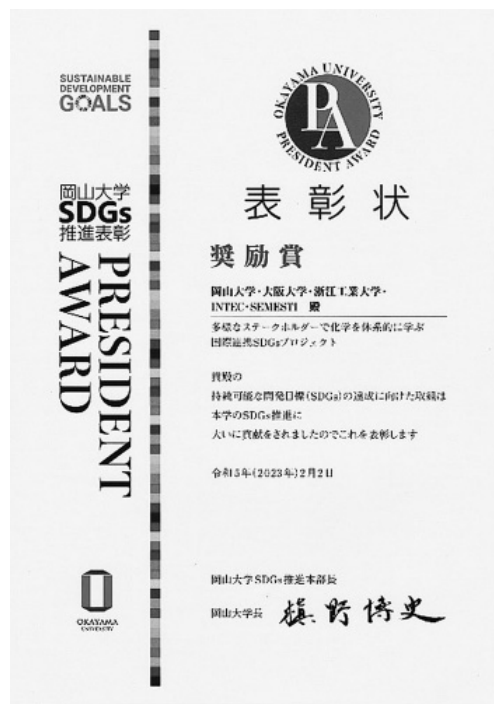 SUSTAINABLE
DEVELOPMENT
GOALS
岡山大学
SDGs
推進表彰
PRESIDENT
AWARD
OKAYAMA
UNIVERSITY
OKAYAMA UNIVERSITY
PA
PRESIDENT AWARD
表彰状
奨励賞
岡山大学・大阪大学・浙江工業大学・
INTEC・SEMESTI 殿
多様なステークホルダーで化学を体系的に学ぶ
国際連携SDGsプロジェクト
貴殿の
持続可能な開発目標(SDGs)の達成に向けた取組は
本学のSDGs推進に
大いに貢献をされましたのでこれを表彰します
令和5年(2023年)2月2日
岡山大学SDGs推進本部長
岡山大学長 槇野博史